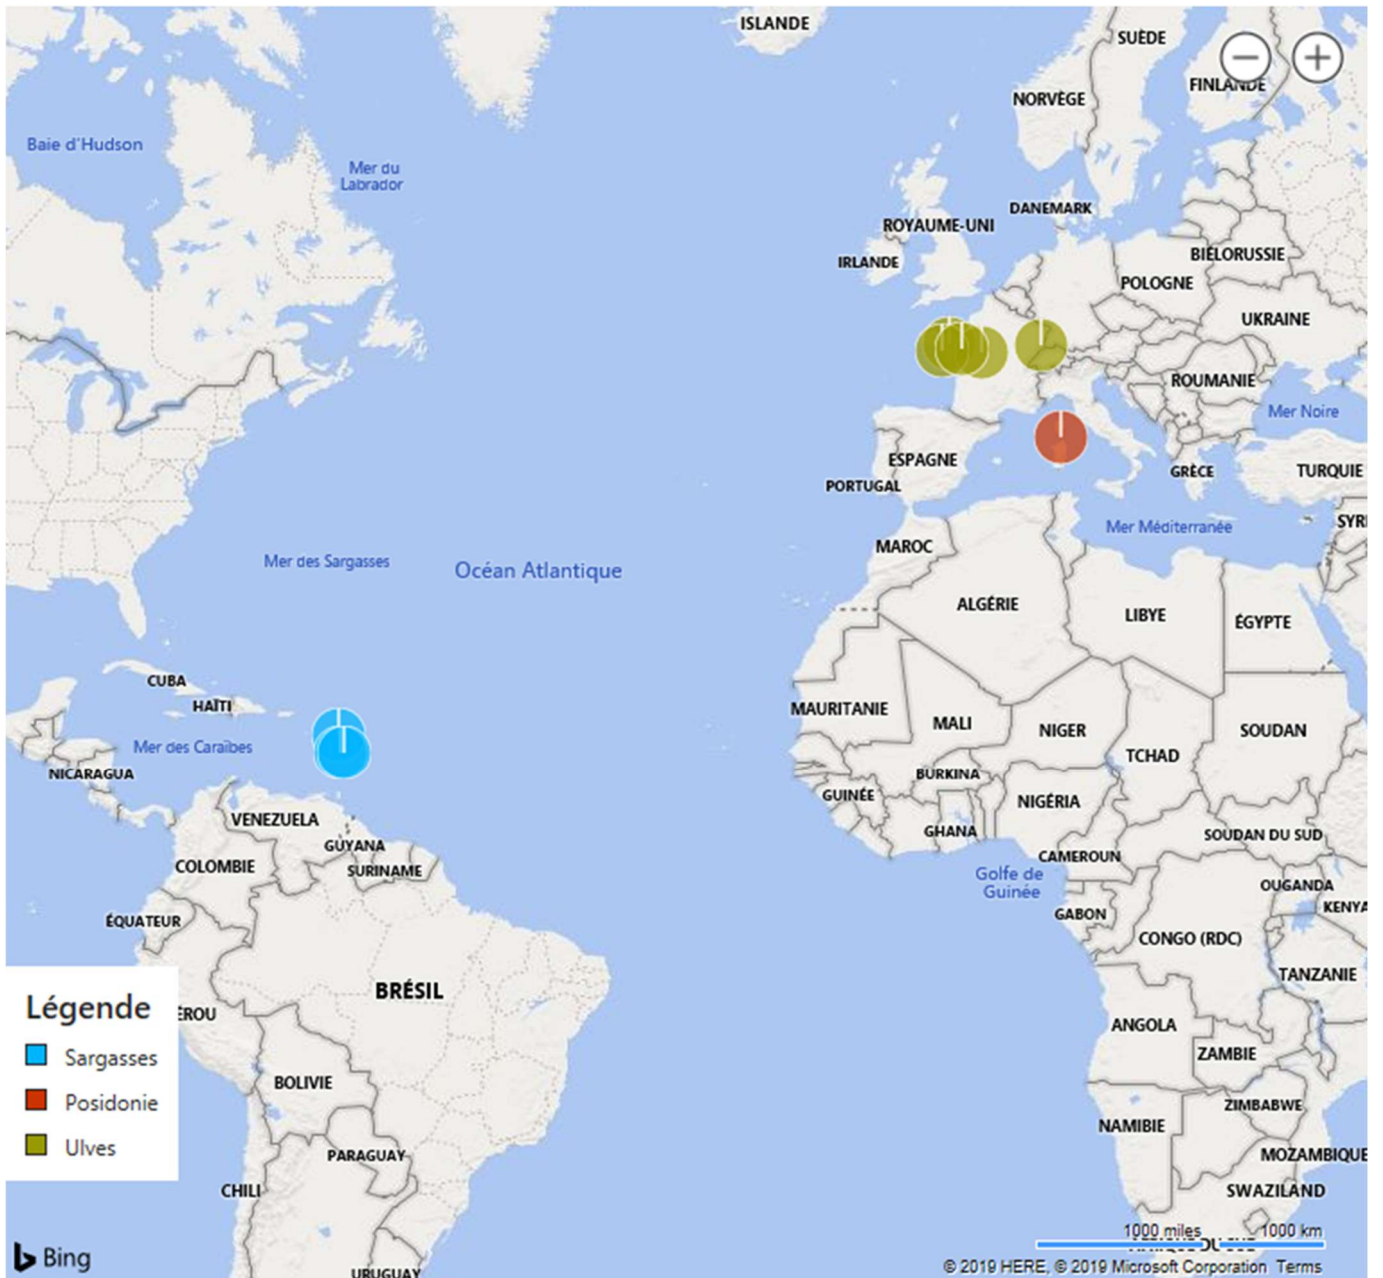 ISLANDE
SUÈDE
FINLANDE
NORVÈGE
Baie d'Hudson
Mer du
Labrador
DANEMARK
ROYAUME-UNI
IRLANDE
BIÉLORUSSIE
POLOGNE
UKRAINE
ROUMANIE
Mer Noire
ESPAGNE
GRÈCE
TURQUIE
PORTUGAL
Mer Méditerranée
SYRI
MAROC
Mer des Sargasses
Océan Atlantique
ALGÉRIE
LIBYE
ÉGYPTE
CUBA
HAÏTI
MAURITANIE
MALI
NIGER
SOUDAN
Mer des Caraïbes
TCHAD
NICARAGUA
BURKINA
GUINÉE
NIGÉRIA
VENEZUELA
GHANA
SOUDAN DU SUD
GUYANA
SURINAME
COLOMBIE
CAMEROUN
Golfe de
Guinée
OUGANDA
KENYA
ÉQUATEUR
GABON
CONGO (RDC)
TANZANIE
BRÉSIL
Légende
ÉROU
Sargasses
ANGOLA
ZAMBIE
BOLIVIE
Posidonie
ZIMBABWE
NAMIBIE
Ulves
PARAGUAY
MOZAMBIQUE
CHILI
SWAZILAND
1000 miles 1000 km
Bing
URUGUAY
© 2019 HERE, © 2019 Microsoft Corporation Terms